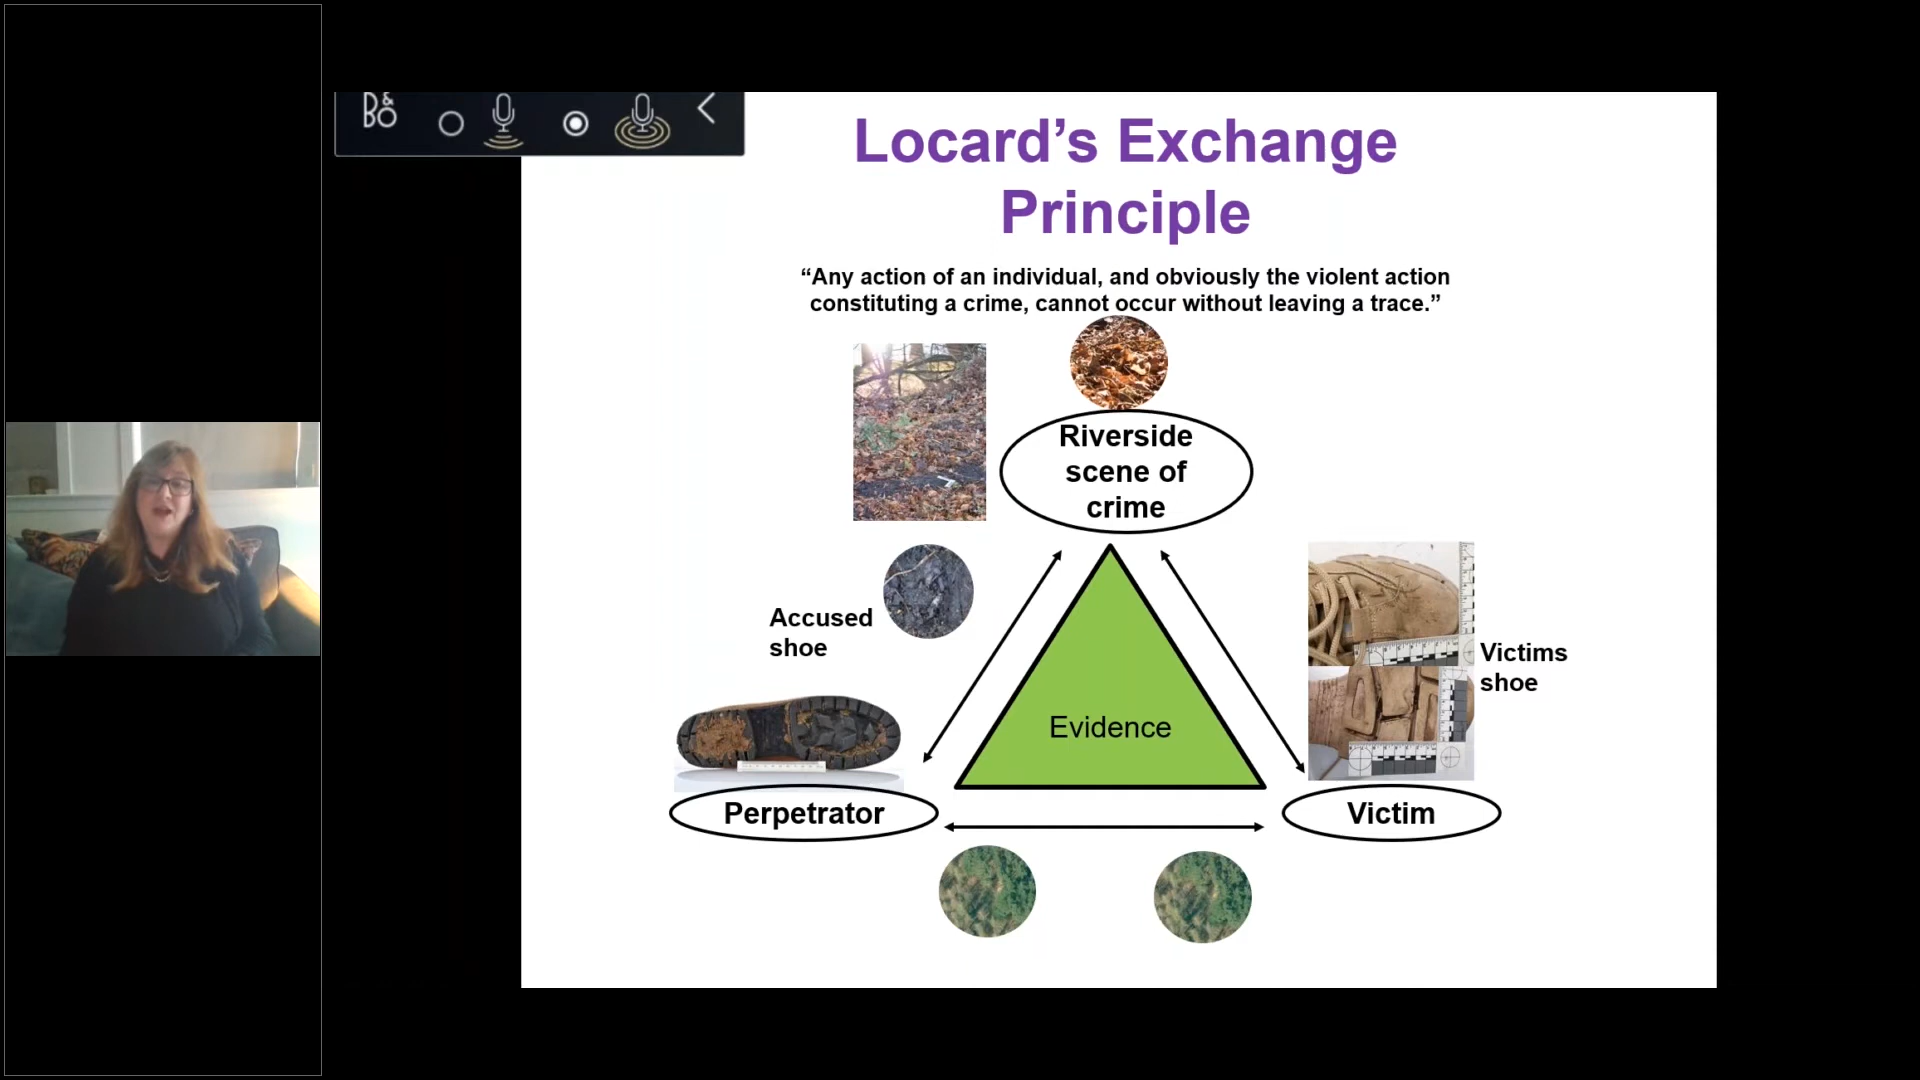 B&O
Locard’s Exchange
Principle
“Any action of an individual, and obviously the violent action
constituting a crime, cannot occur without leaving a trace.”
Riverside
scene of
crime
Accused
shoe
Victims
shoe
Evidence
Perpetrator
Victim